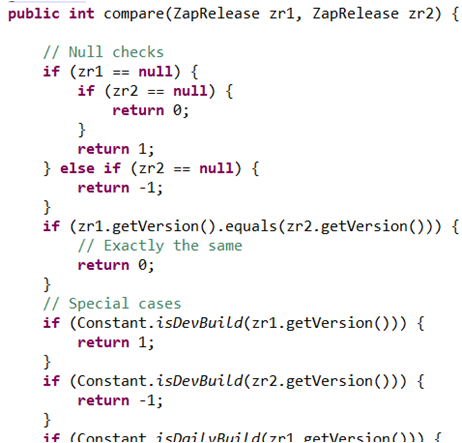 public int compare(ZapRelease zr1, ZapRelease zr2) {
// Null checks
if (zr1 == null) {
if (zr2 == null) {
return 0;
}
return 1;
} else if (zr2 == null) {
return -1;
}
if (zr1.getVersion().equals(zr2.getVersion())) {
// Exactly the same
return 0;
}
// Special cases
if (Constant.isDevBuild(zr1.getVersion())) {
return 1;
}
if (Constant.isDevBuild(zr2.getVersion())) {
return -1;
}
if (Constant.isDailyBuild(zr1.getVersion())) {